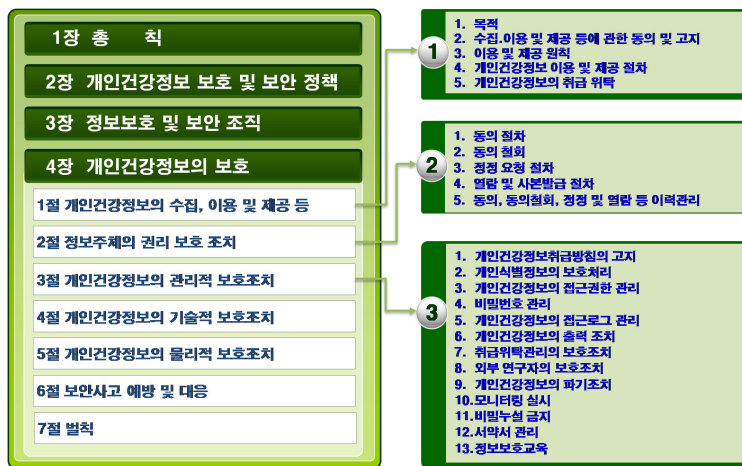 1장 총 칙
2장 개인건강정보 보호 및 보안 정책
3장 정보보호 및 보안 조직
4장 개인건강정보의 보호
1절 개인건강정보의 수집, 이용 및 제공 등
2절 정보주체의 권리 보호 조치
3절 개인건강정보의 관리적 보호조치
4절 개인건강정보의 기술적 보호조치
5절 개인건강정보의 물리적 보호조치
6절 보안사고 예방 및 대응
7절 벌칙
1
1. 목적
2. 수집.이용 및 제공 등에 관한 동의 및 고지
3. 이용 및 제공 원칙
4. 개인건강정보 이용 및 제공 절차
5. 개인건강정보의 취급 위탁
2
1. 동의 절차
2. 동의 철회
3. 정정 요청 절차
4. 열람 및 사본발급 절차
5. 동의, 동의철회, 정정 및 열람 등 이력관리
3
1. 개인건강정보취급방침의 고지
2. 개인식별정보의 보호처리
3. 개인건강정보의 접근권한 관리
4. 비밀번호 관리
5. 개인건강정보의 접근로그 관리
6. 개인건강정보의 출력 조치
7. 취급위탁관리의 보호조치
8. 외부 연구자의 보호조치
9. 개인건강정보의 파기조치
10.모니터링 실시
11.비밀누설 금지
12.서약서 관리
13.정보보호교육